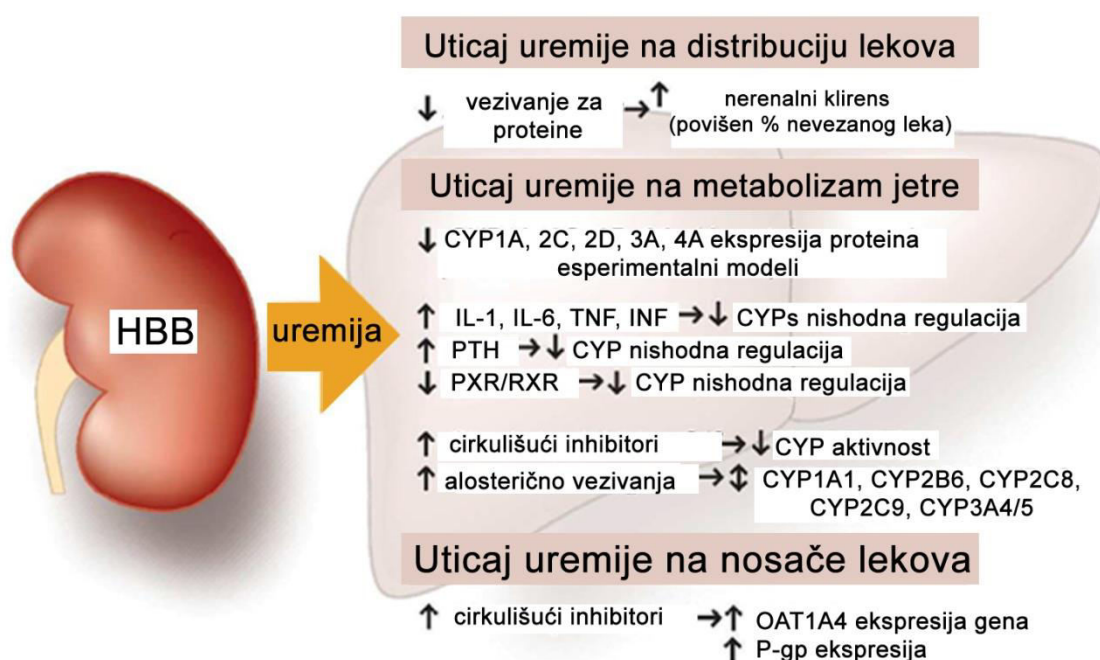 Uticaj uremije na distribuciju lekova
↓ vezivanje za → ↑ nerenalni klirens
proteine (povišen % nevezanog leka)
Uticaj uremije na metabolizam jetre
↓ CYP1A, 2C, 2D, 3A, 4A ekspresija proteina
esperimentalni modeli
HBB
uremija
↑ IL-1, IL-6, TNF, INF → ↓ CYPs nishodna regulacija
↑ PTH → ↓ CYP nishodna regulacija
↓ PXR/RXR → ↓ CYP nishodna regulacija
↑ cirkulišući inhibitori → ↓ CYP aktivnost
↑ alosterično vezivanja → ↕ CYP1A1, CYP2B6, CYP2C8,
CYP2C9, CYP3A4/5
Uticaj uremije na nosače lekova
↑ cirkulišući inhibitori → ↑ OAT1A4 ekspresija gena
↑ P-gp ekspresija